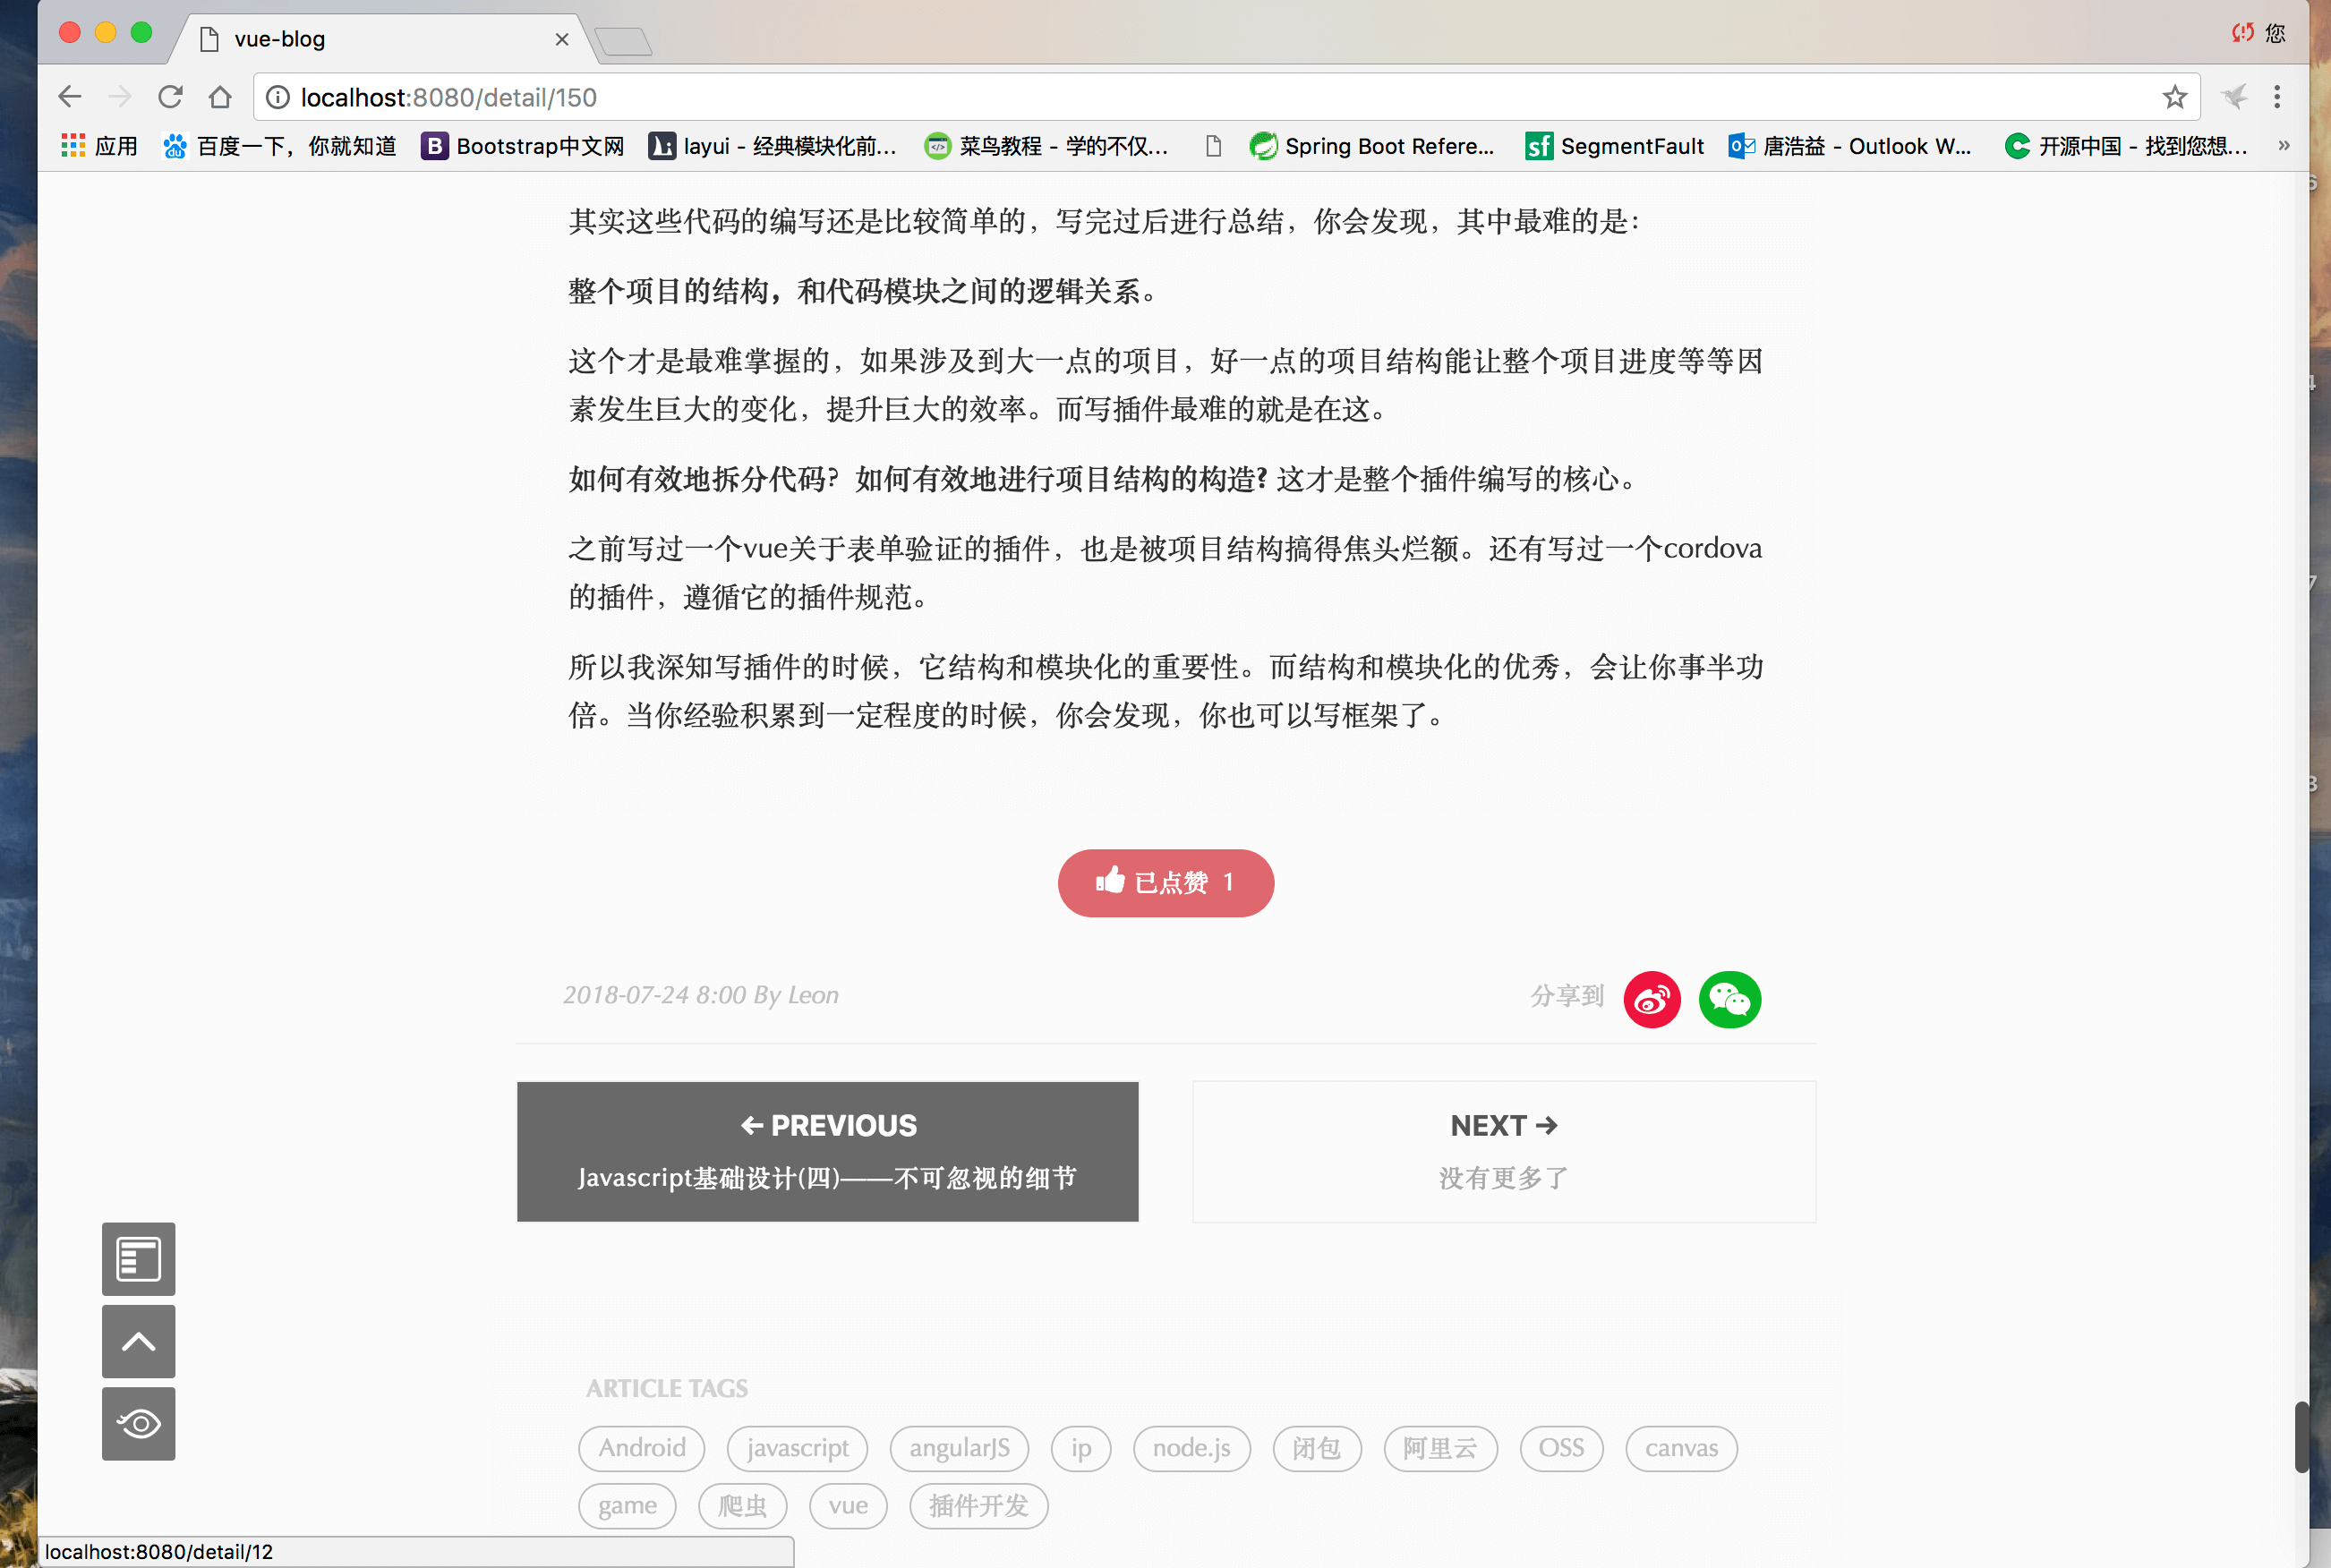 vue-blog
您
localhost:8080/detail/150
应用 百度一下，你就知道 Bootstrap中文网 layui - 经典模块化前... 菜鸟教程 - 学的不仅... Spring Boot Refere... SegmentFault 唐浩益 - Outlook W... 开源中国 - 找到您想... »
其实这些代码的编写还是比较简单的，写完过后进行总结，你会发现，其中最难的是：
整个项目的结构，和代码模块之间的逻辑关系。
这个才是最难掌握的，如果涉及到大一点的项目，好一点的项目结构能让整个项目进度等等因
素发生巨大的变化，提升巨大的效率。而写插件最难的就是在这。
如何有效地拆分代码？如何有效地进行项目结构的构造? 这才是整个插件编写的核心。
之前写过一个vue关于表单验证的插件，也是被项目结构搞得焦头烂额。还有写过一个cordova
的插件，遵循它的插件规范。
所以我深知写插件的时候，它结构和模块化的重要性。而结构和模块化的优秀，会让你事半功
倍。当你经验积累到一定程度的时候，你会发现，你也可以写框架了。
已点赞 1
2018-07-24 8:00 By Leon
分享到
← PREVIOUS
Javascript基础设计(四)——不可忽视的细节
NEXT →
没有更多了
ARTICLE TAGS
Android javascript angularJS ip node.js 闭包 阿里云 OSS canvas
game 爬虫 vue 插件开发
localhost:8080/detail/12